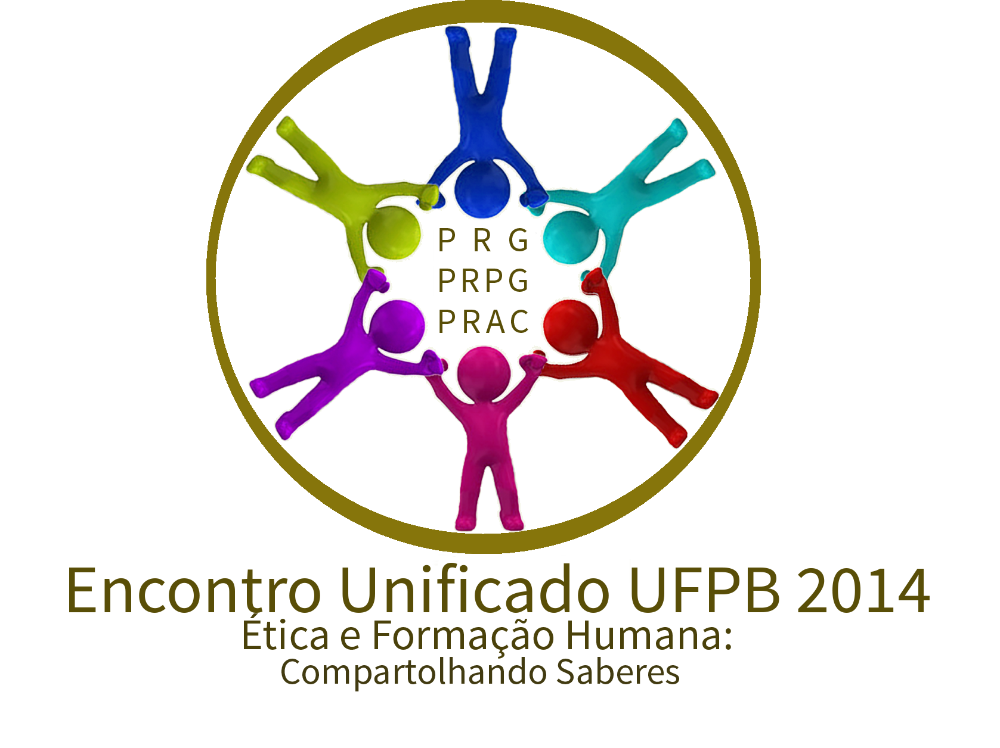 P R G
PRPG
PRAC
Encontro Unificado UFPB 2014
Ética e Formação Humana:
Compartolhando Saberes